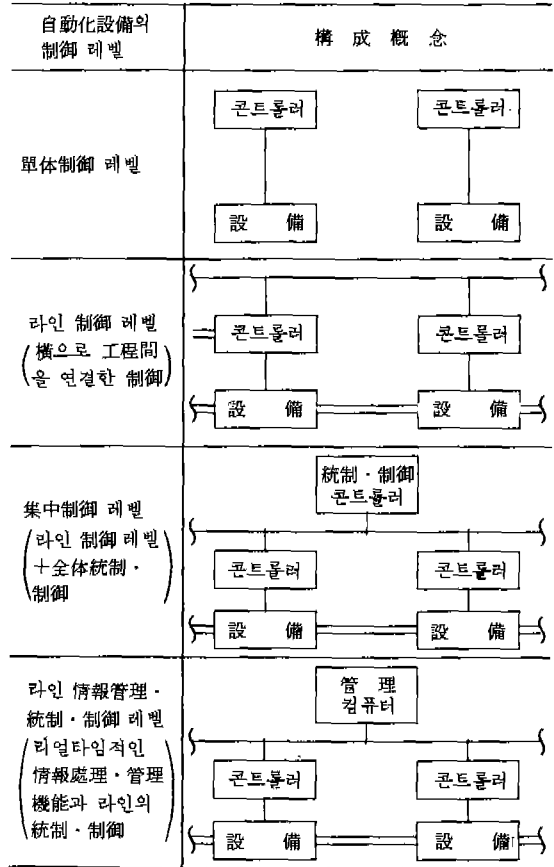 自動化設備의
制御 레벨
構成概念
單体制御 레벨
콘트롤러 콘트롤러
設備 設備
라인 制御 레벨
(橫으로 工程間
을 연결한 制御)
콘트롤러 콘트롤러
設備 設備
集中制御 레벨
(라인 制御 레벨
+全体統制·
制御)
統制·制御
콘트롤러
콘트롤러 콘트롤러
設備 設備
라인 情報管理·
統制·制御 레벨
(리얼타임적인
情報處理·管理
機能과 라인의
統制·制御)
管理
컴퓨터
콘트롤러 콘트롤러
設備 設備